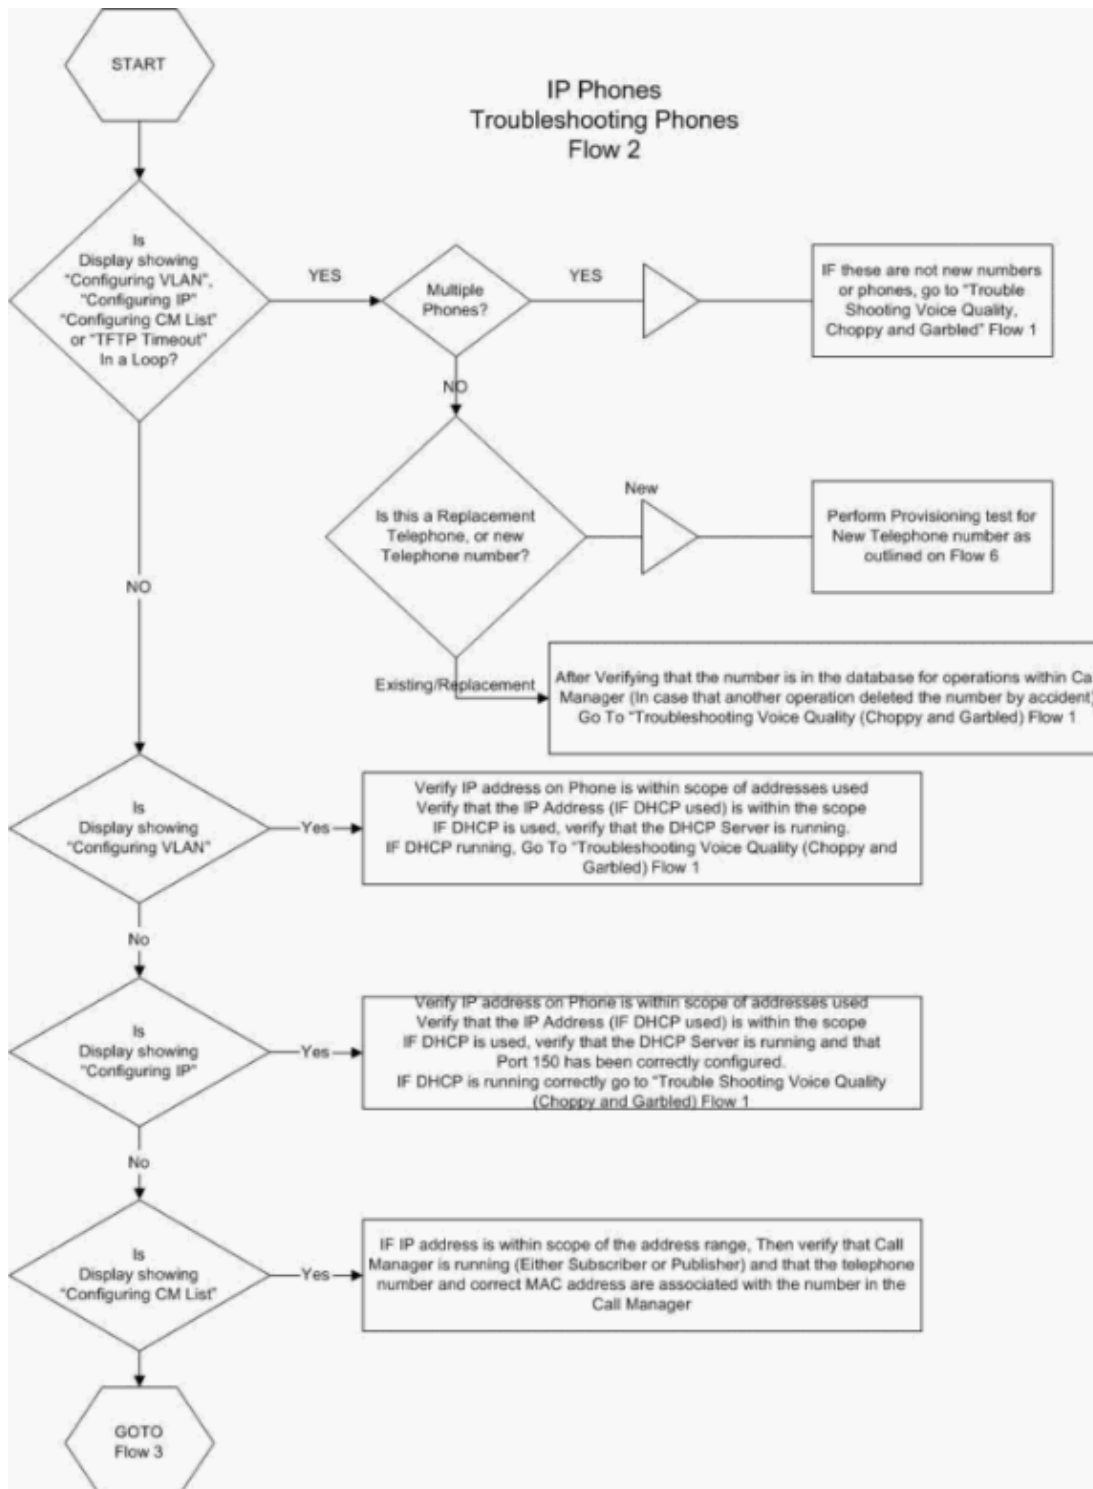 START
IP Phones
Troubleshooting Phones
Flow 2
Is
Display showing
“Configuring VLAN”,
“Configuring IP”
“Configuring CM List”
or “TFTP Timeout”
In a Loop?
YES
Multiple
Phones?
YES
IF these are not new numbers
or phones, go to “Trouble
Shooting Voice Quality,
Choppy and Garbled” Flow 1
NO
Is this a Replacement
Telephone, or new
Telephone number?
New
Perform Provisioning test for
New Telephone number as
outlined on Flow 6
NO
Existing/Replacement
After Verifying that the number is in the database for operations within Ca
Manager (In case that another operation deleted the number by accident)
Go To “Troubleshooting Voice Quality (Choppy and Garbled) Flow 1
Is
Display showing
“Configuring VLAN”
Yes
Verify IP address on Phone is within scope of addresses used
Verify that the IP Address (IF DHCP used) is within the scope
IF DHCP is used, verify that the DHCP Server is running.
IF DHCP running, Go To “Troubleshooting Voice Quality (Choppy and
Garbled) Flow 1
No
Is
Display showing
“Configuring IP”
Yes
Verify IP address on Phone is within scope of addresses used
Verify that the IP Address (IF DHCP used) is within the scope
IF DHCP is used, verify that the DHCP Server is running and that
Port 150 has been correctly configured.
IF DHCP is running correctly go to “Trouble Shooting Voice Quality
(Choppy and Garbled) Flow 1
No
Is
Display showing
“Configuring CM List”
Yes
IF IP address is within scope of the address range, Then verify that Call
Manager is running (Either Subscriber or Publisher) and that the telephone
number and correct MAC address are associated with the number in the
Call Manager
GOTO
Flow 3